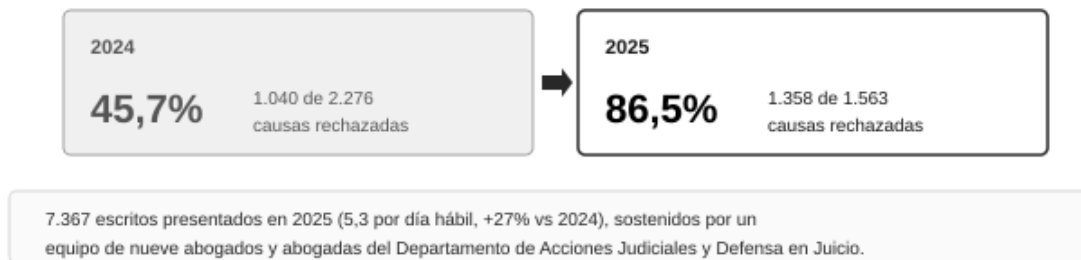 2024
45,7%
1.040 de 2.276
causas rechazadas
2025
86,5%
1.358 de 1.563
causas rechazadas
7.367 escritos presentados en 2025 (5,3 por día hábil, +27% vs 2024), sostenidos por un
equipo de nueve abogados y abogadas del Departamento de Acciones Judiciales y Defensa en Juicio.